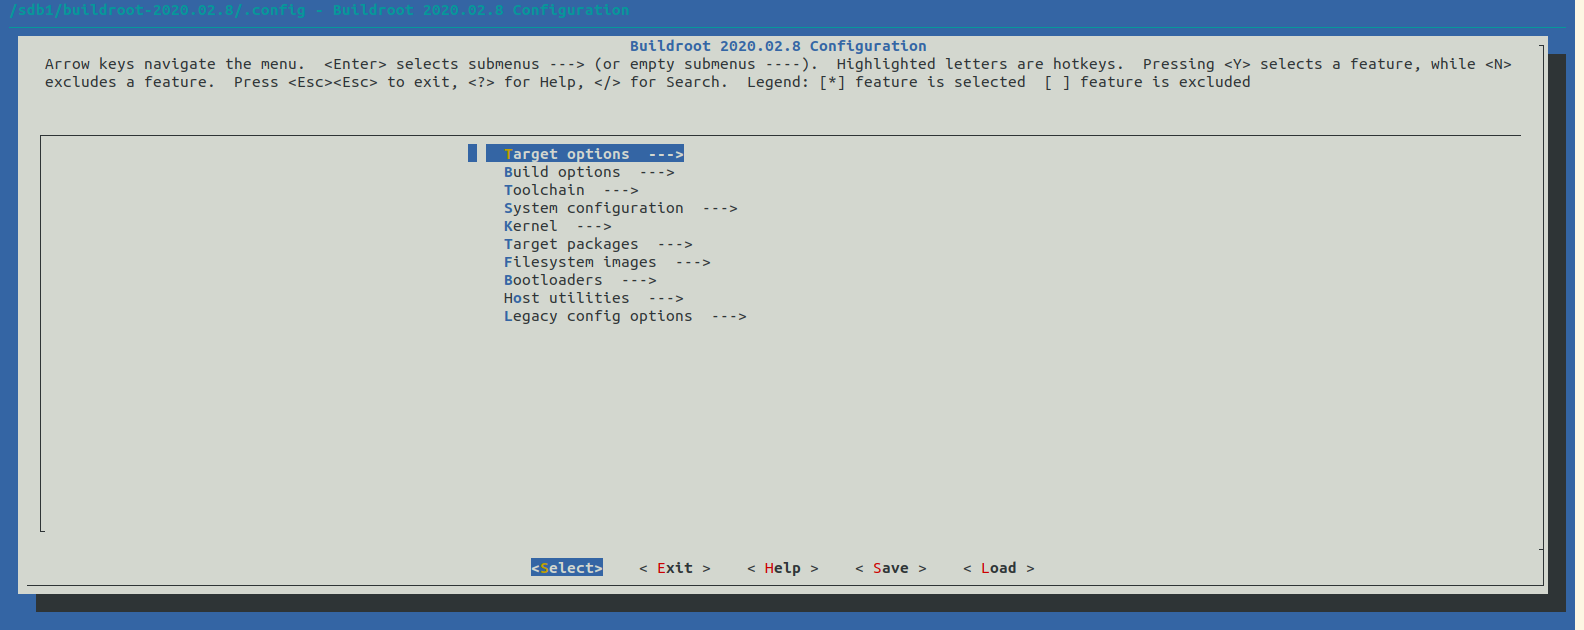 /sdb1/buildroot-2020.02.8/.config - Buildroot 2020.02.8 Configuration
Buildroot 2020.02.8 Configuration
Arrow keys navigate the menu.  <Enter> selects submenus ---> (or empty submenus ----).  Highlighted letters are hotkeys.  Pressing <Y> selects a feature, while <N>
excludes a feature.  Press <Esc><Esc> to exit, <?> for Help, </> for Search.  Legend: [*] feature is selected  [ ] feature is excluded
Target options  --->
Build options  --->
Toolchain  --->
System configuration  --->
Kernel  --->
Target packages  --->
Filesystem images  --->
Bootloaders  --->
Host utilities  --->
Legacy config options  --->
<Select>    < Exit >    < Help >    < Save >    < Load >